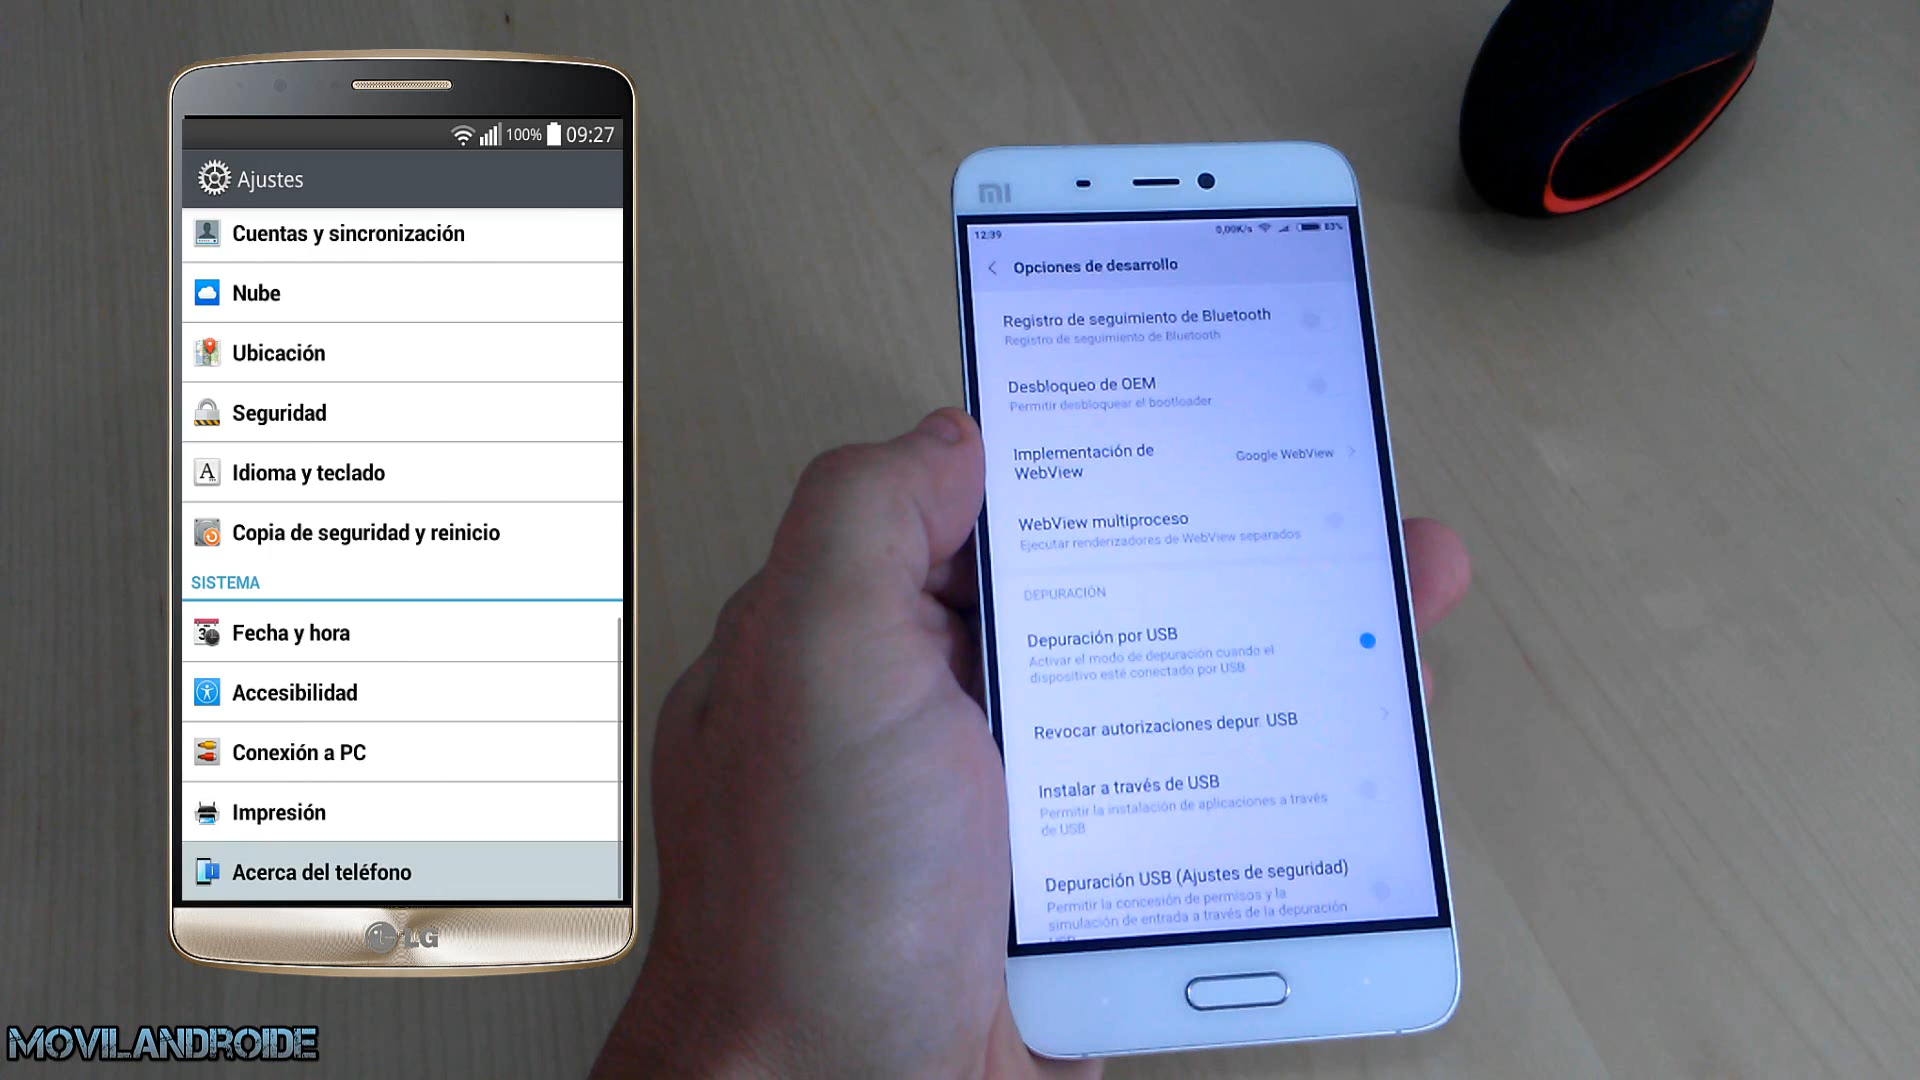 100% 09:27
Ajustes
Cuentas y sincronización
Nube
Ubicación
Seguridad
Idioma y teclado
Copia de seguridad y reinicio
SISTEMA
Fecha y hora
Accesibilidad
Conexión a PC
Impresión
Acerca del teléfono
LG
MOVILANDROIDE
mi
12:39 0,00K/s 83%
Opciones de desarrollo
Registro de seguimiento de Bluetooth
Registro de seguimiento de Bluetooth
Desbloqueo de OEM
Permitir desbloquear el bootloader
Implementación de
WebView
Google WebView
WebView multiproceso
Ejecutar renderizadores de WebView separados
DEPURACIÓN
Depuración por USB
Activar el modo de depuración cuando el
dispositivo esté conectado por USB
Revocar autorizaciones depur. USB
Instalar a través de USB
Permitir la instalación de aplicaciones a través
de USB
Depuración USB (Ajustes de seguridad)
Permitir la concesión de permisos y la
simulación de entrada a través de la depuración
USB